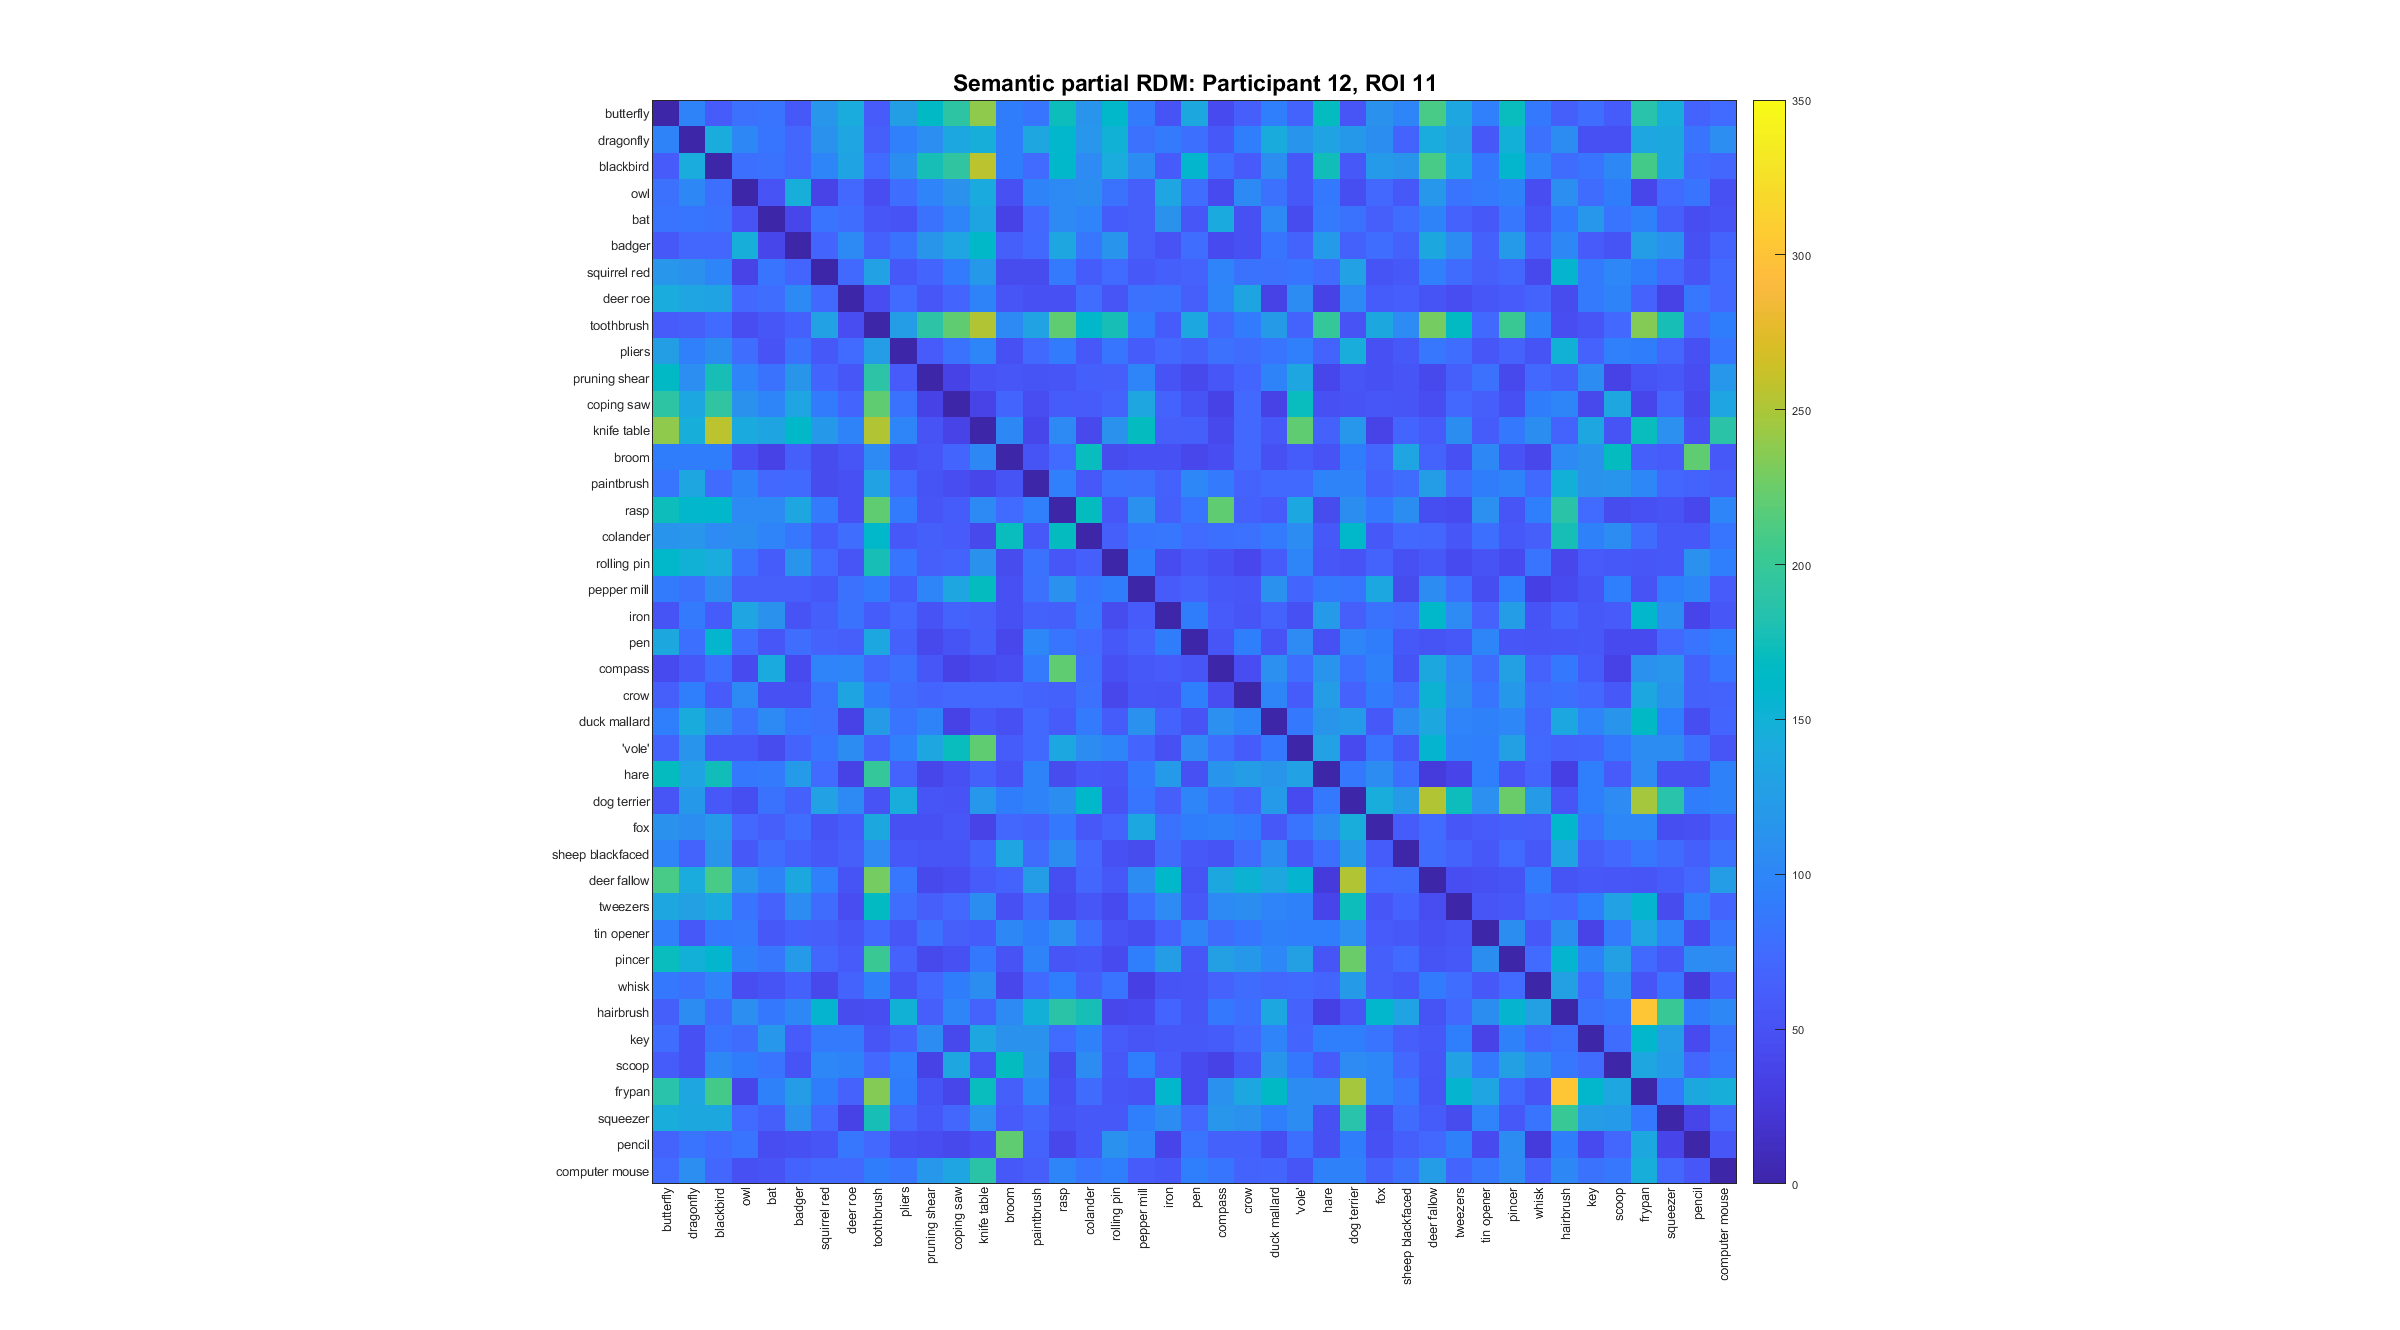 Semantic partial RDM: Participant 12, ROI 11
butterfly
dragonfly
blackbird
owl
bat
badger
squirrel red
deer roe
toothbrush
pliers
pruning shear
coping saw
knife table
broom
paintbrush
rasp
colander
rolling pin
pepper mill
iron
pen
compass
crow
duck mallard
'vole'
hare
dog terrier
fox
sheep blackfaced
deer fallow
tweezers
tin opener
pincer
whisk
hairbrush
key
scoop
frypan
squeezer
pencil
computer mouse
butterfly
dragonfly
blackbird
owl
bat
badger
squirrel red
deer roe
toothbrush
pliers
pruning shear
coping saw
knife table
broom
paintbrush
rasp
colander
rolling pin
pepper mill
iron
pen
compass
crow
duck mallard
'vole'
hare
dog terrier
fox
sheep blackfaced
deer fallow
tweezers
tin opener
pincer
whisk
hairbrush
key
scoop
frypan
squeezer
pencil
computer mouse
350
300
250
200
150
100
50
0